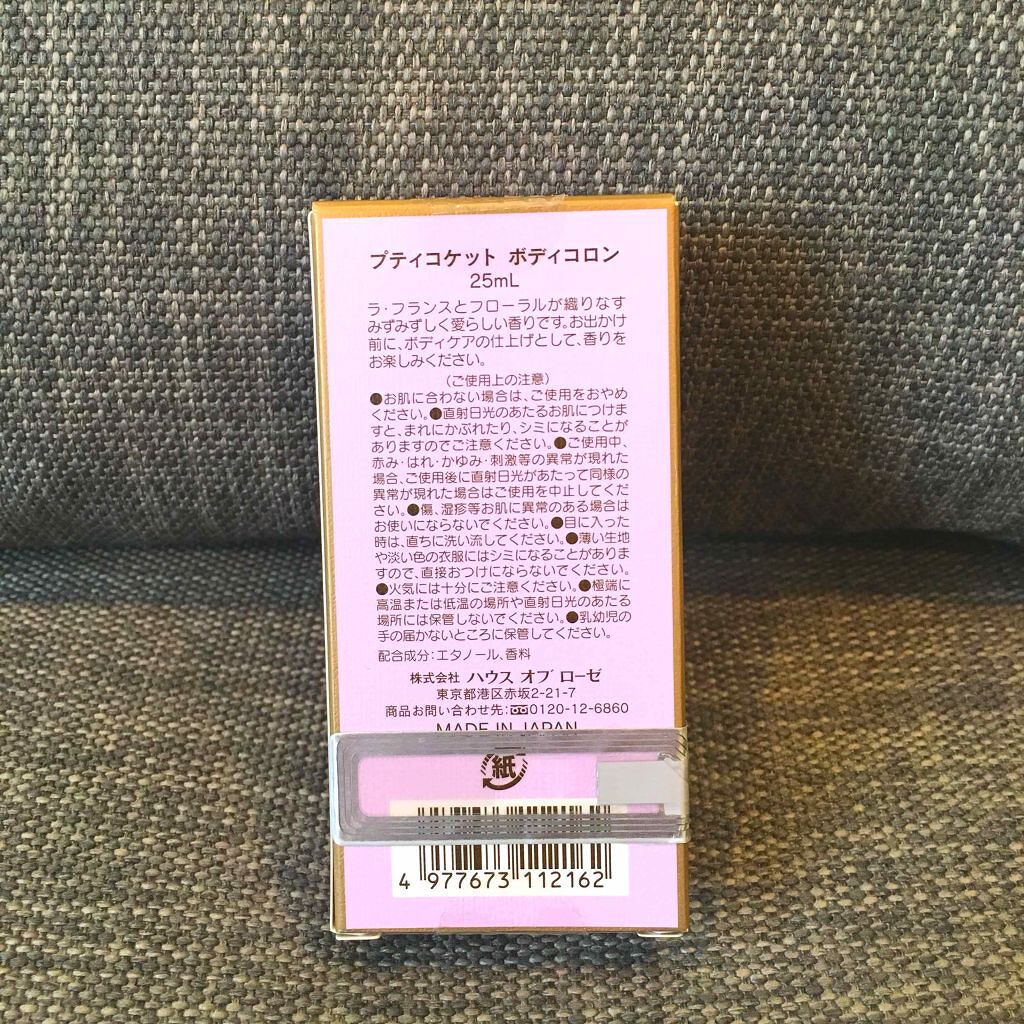 プティコケット ボディコロン
25mL
ラ・フランスとフローラルが織りなす
みずみずしく愛らしい香りです。お出かけ
前に、ボディケアの仕上げとして、香りを
お楽しみください。
〈ご使用上の注意〉
●お肌に合わない場合は、ご使用をおやめ
ください。●直射日光のあたるお肌につけま
すと、まれにかぶれたり、シミになることが
ありますのでご注意ください。●ご使用中、
赤み・はれ・かゆみ・刺激等の異常が現れた
場合、ご使用後に直射日光があたって同様の
異常が現れた場合はご使用を中止してくだ
さい。●傷、湿疹等お肌に異常のある場合は
お使いにならないでください。●目に入った
時は、直ちに洗い流してください。●薄い生地
や淡い色の衣服にはシミになることがありま
すので、直接おつけにならないでください。
●火気には十分にご注意ください。●極端に
高温または低温の場所や直射日光のあたる
場所には保管しないでください。●乳幼児の
手の届かないところに保管してください。
配合成分：エタノール、香料
株式会社 ハウス オブ ローゼ
東京都港区赤坂2-21-7
商品お問い合わせ先：0120-12-6860
MADE IN JAPAN
紙
4 977673 112162